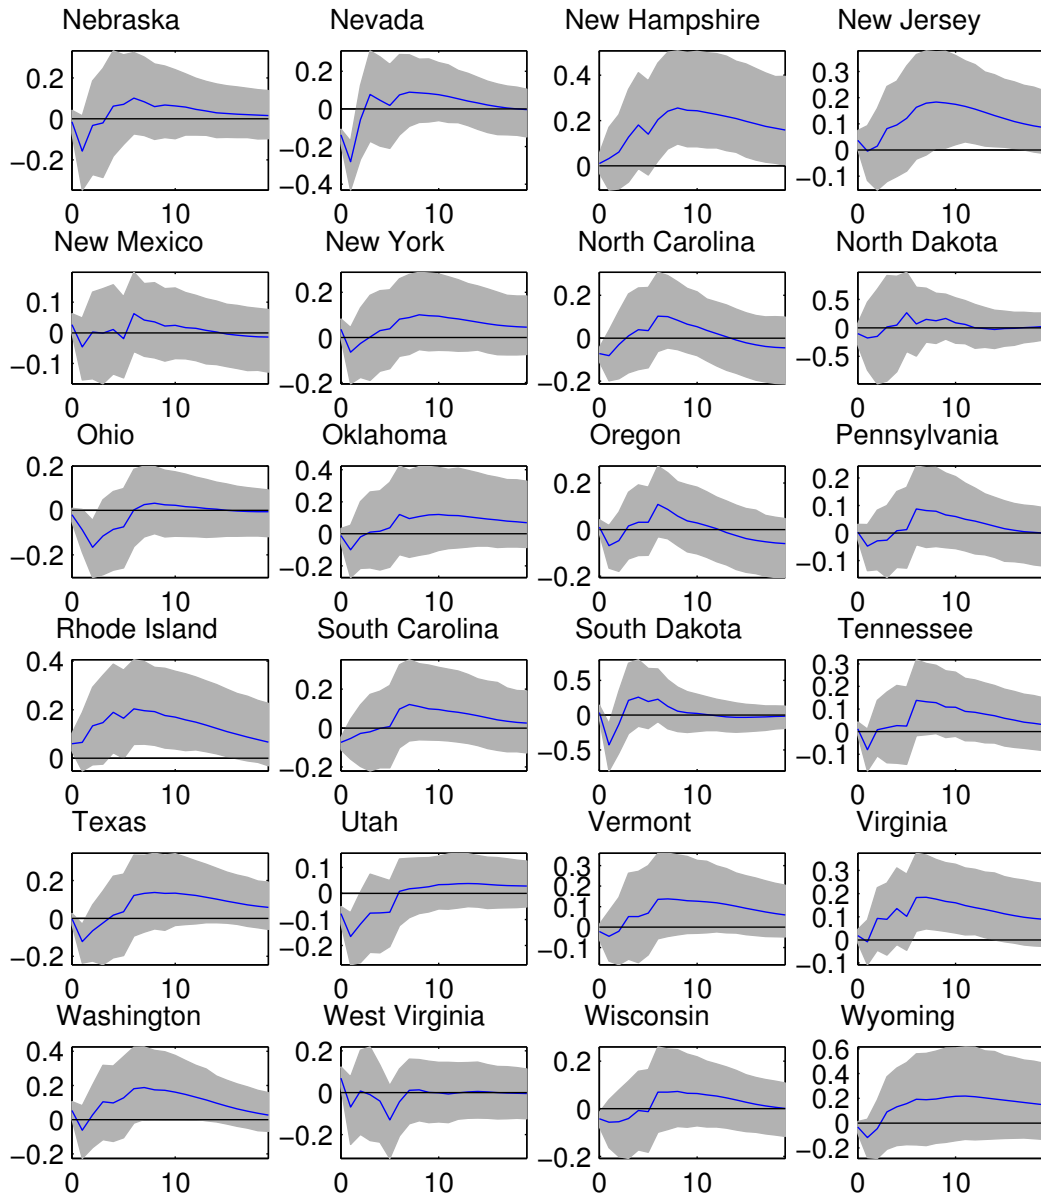 Nebraska Nevada New Hampshire New Jersey
0.2 0 −0.2 0 10
0.2 0 −0.2 −0.4 0 10
0.4 0.2 0 0 10
0.3 0.2 0.1 0 −0.1 0 10
New Mexico New York North Carolina North Dakota
0.1 0 −0.1 0 10
0.2 0 −0.2 0 10
0.2 0 −0.2 0 10
0.5 0 −0.5 0 10
Ohio Oklahoma Oregon Pennsylvania
0.2 0 −0.2 0 10
0.4 0.2 0 −0.2 0 10
0.2 0 −0.2 0 10
0.2 0.1 0 −0.1 0 10
Rhode Island South Carolina South Dakota Tennessee
0.4 0.2 0 0 10
0.2 0 −0.2 0 10
0.5 0 −0.5 0 10
0.3 0.2 0.1 0 −0.1 0 10
Texas Utah Vermont Virginia
0.2 0 −0.2 0 10
0.1 0 −0.1 −0.2 0 10
0.3 0.2 0.1 0 −0.1 0 10
0.3 0.2 0.1 0 −0.1 0 10
Washington West Virginia Wisconsin Wyoming
0.4 0.2 0 −0.2 0 10
0.2 0 −0.2 0 10
0.2 0 −0.2 0 10
0.6 0.4 0.2 0 −0.2 0 10